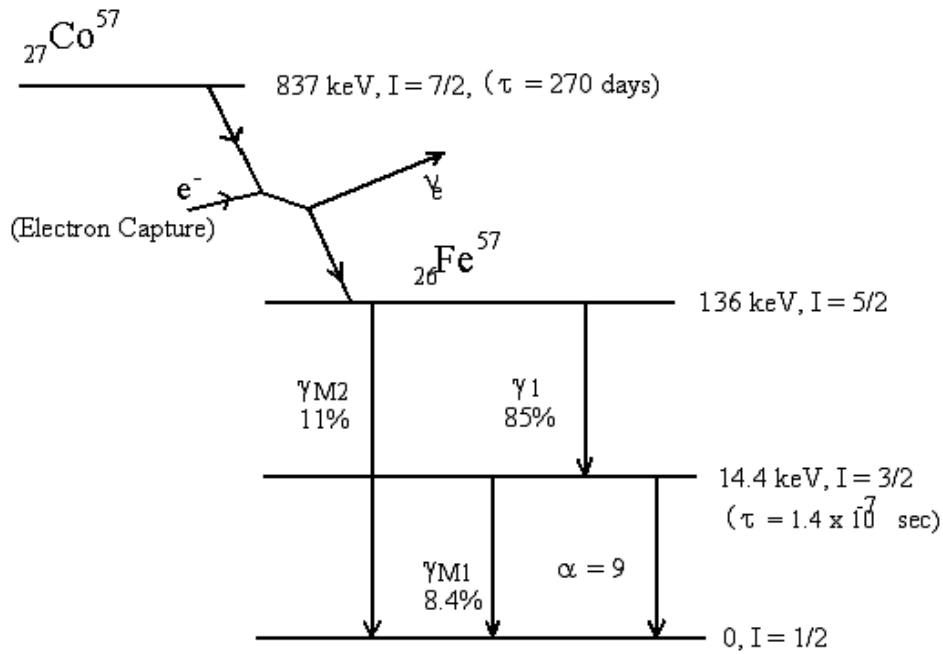 ₂₇Co⁵⁷
837 keV, I = 7/2, (τ = 270 days)
e⁻
νₑ
(Electron Capture)
₂₆Fe⁵⁷
136 keV, I = 5/2
γM2
11%
γ1
85%
14.4 keV, I = 3/2
(τ = 1.4 x 10⁻⁷ sec)
γM1
8.4%
α = 9
0, I = 1/2